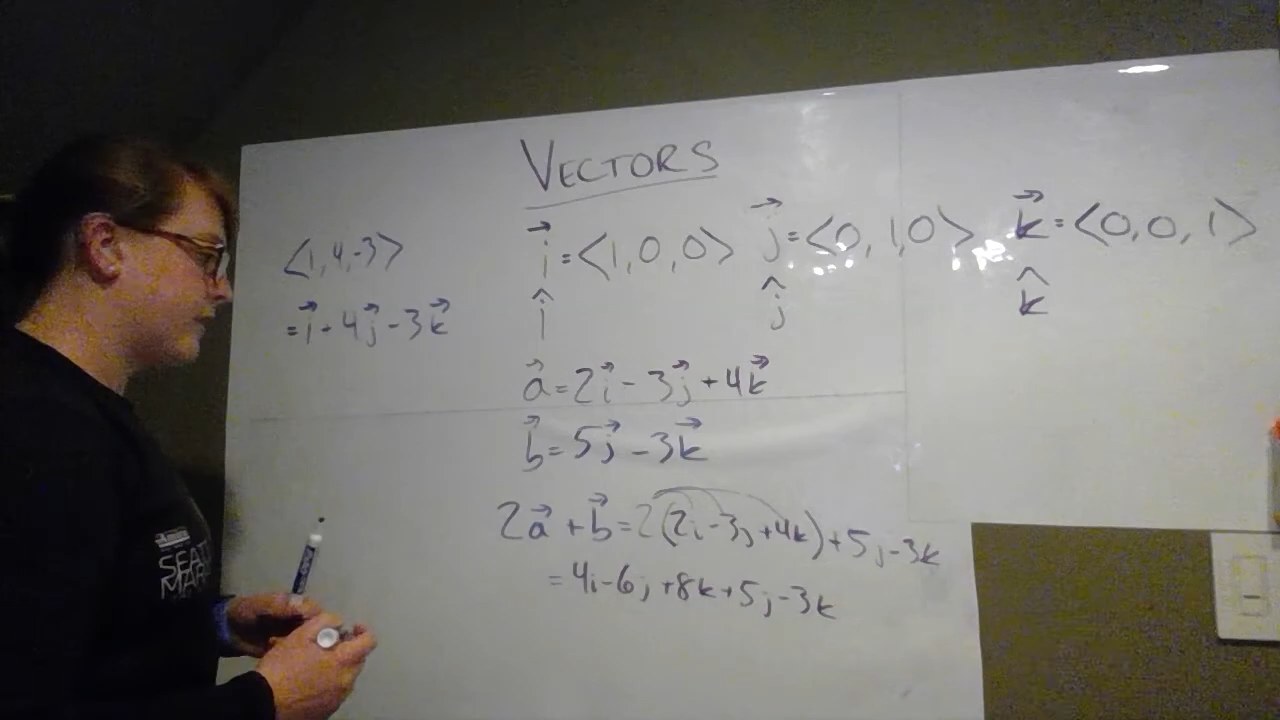 VECTORS
<1,4,-3>
= i⃗ + 4j⃗ - 3k⃗
i⃗ = <1,0,0> j⃗ = <0,1,0> k⃗ = <0,0,1>
î ĵ k̂
a⃗ = 2i⃗ - 3j⃗ + 4k⃗
b⃗ = 5j⃗ - 3k⃗
2a⃗ + b⃗ = 2(2i - 3j + 4k) + 5j - 3k
= 4i - 6j + 8k + 5j - 3k